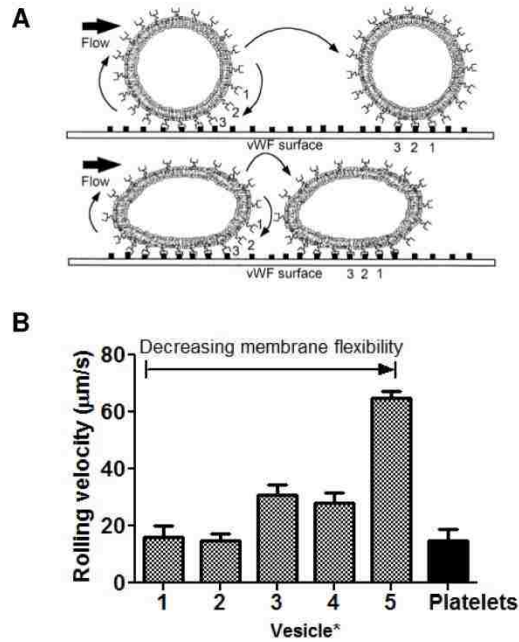 A
Flow
1
2
3
3 2 1
vWF surface
Flow
1
2
3
3 2 1
vWF surface
B
Decreasing membrane flexibility
Rolling velocity (μm/s)
80
60
40
20
0
1 2 3 4 5 Platelets
Vesicle*